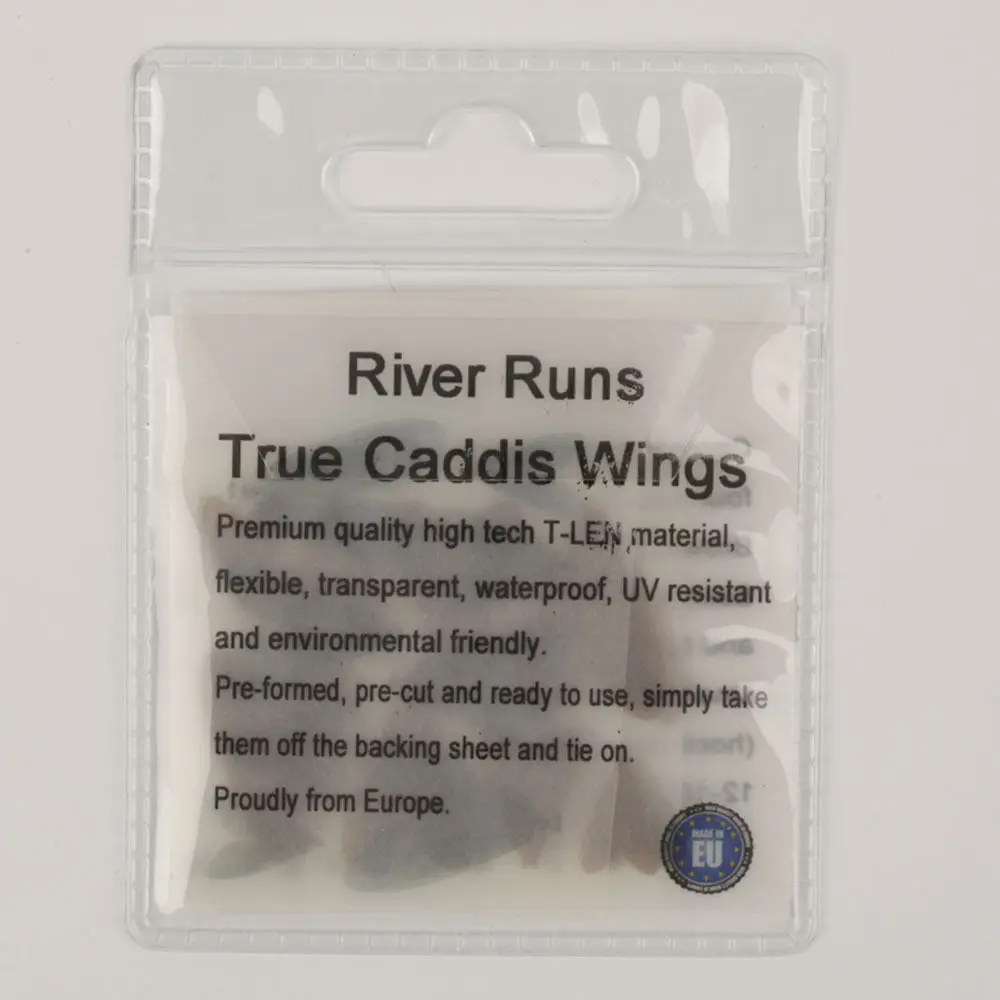 River Runs
True Caddis Wings
Premium quality high tech T-LEN material,
flexible, transparent, waterproof, UV resistant
and environmental friendly.
Pre-formed, pre-cut and ready to use, simply take
them off the backing sheet and tie on.
Proudly from Europe.
MADE IN
EU